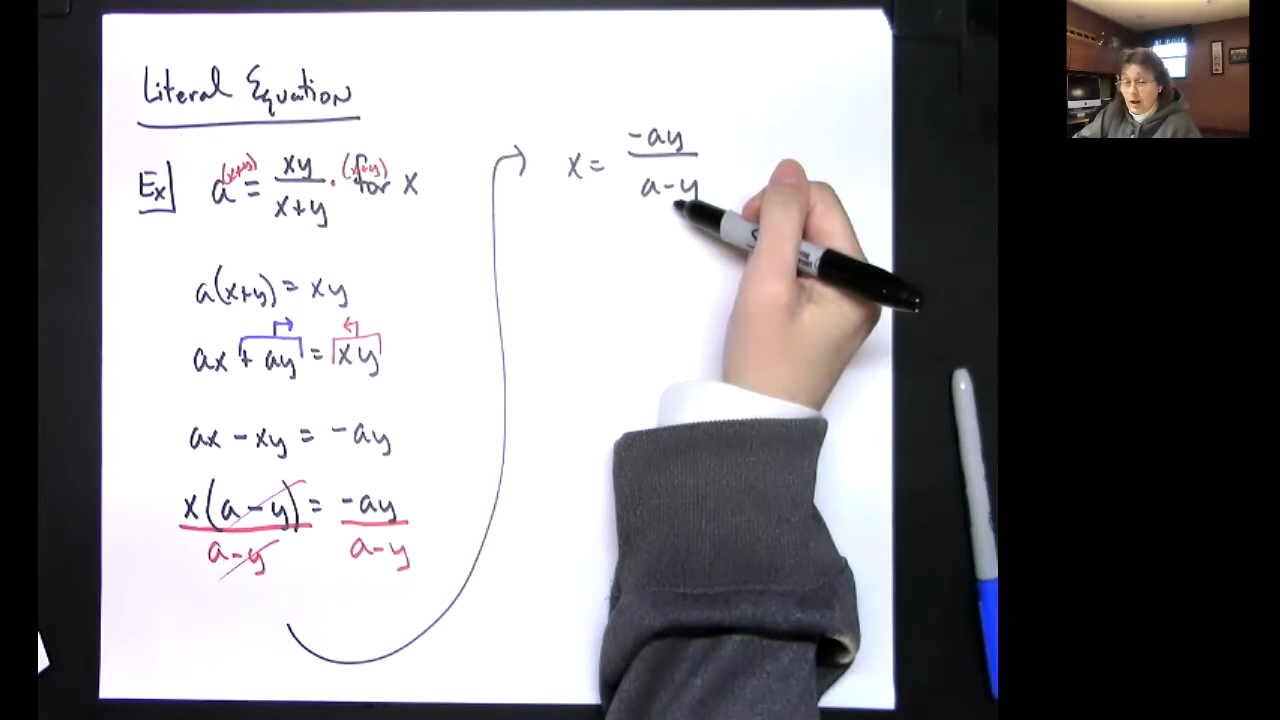 Literal Equation
Ex] a (x+y) = xy/x+y · (x+y) for x
a(x+y) = xy
ax + ay = xy
ax - xy = -ay
x(a-y)/a-y = -ay/a-y
x = -ay/a-y